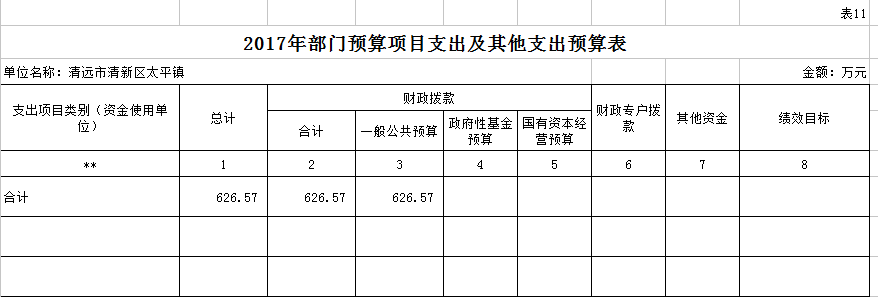 表11
2017年部门预算项目支出及其他支出预算表
单位名称：清远市清新区太平镇 金额：万元
支出项目类别（资金使用单位）
总计
财政拨款
合计
一般公共预算
政府性基金预算
国有资本经营预算
财政专户拨款
其他资金
绩效目标
** 1 2 3 4 5 6 7 8
合计 626.57 626.57 626.57